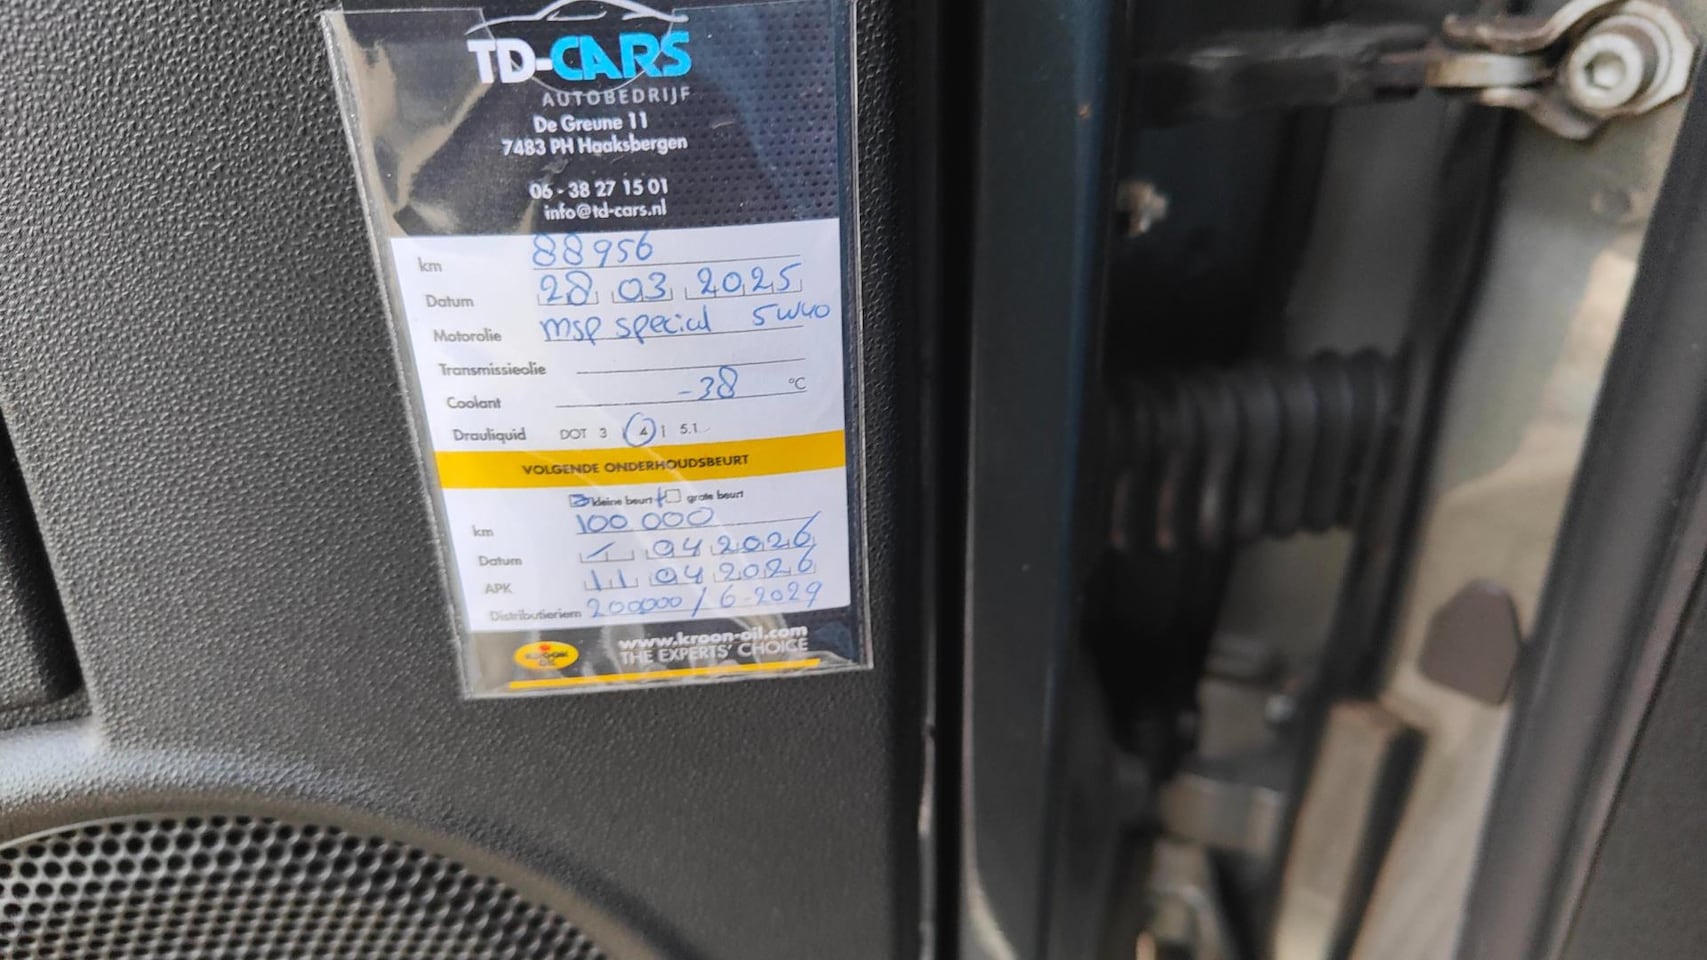 TD-CARS
AUTOBEDRIJF
De Greune 11
7483 PH Haaksbergen
06 - 38 27 15 01
info@td-cars.nl
km 88956
Datum 28 03 2025
Motorolie msp special 5W40
Transmissieolie
Coolant -38 °C
Drauliquid DOT 3 | 4 | 5.1
VOLGENDE ONDERHOUDSBEURT
kleine beurt grote beurt
km 100 000
Datum 1 04 2026
APK 11 04 2026
Distributieriem 200000 / 6-2029
www.kroon-oil.com
THE EXPERTS' CHOICE